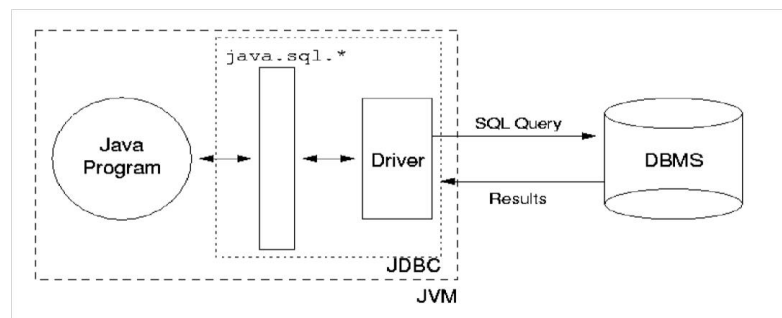 java.sql.*
Java
Program
Driver
SQL Query
Results
DBMS
JDBC
JVM